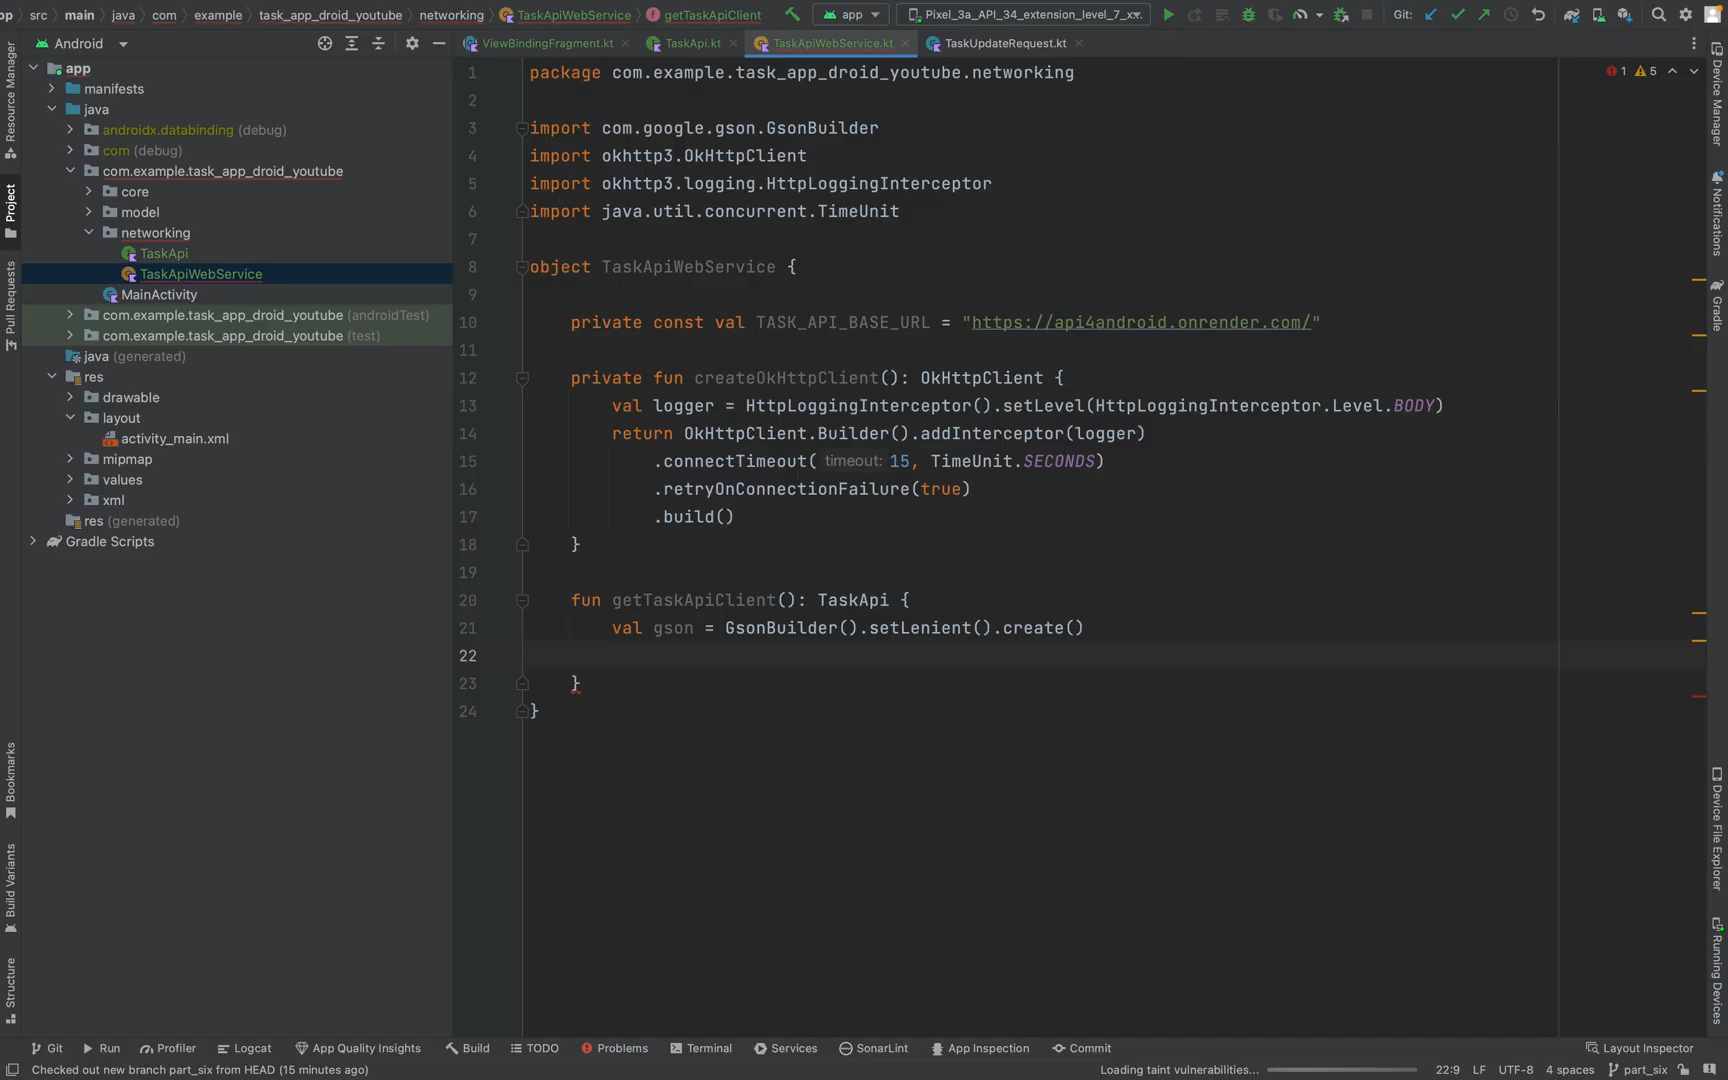 p src main java com example task_app_droid_youtube networking TaskApiWebService getTaskApiClient app Pixel_3a_API_34_extension_level_7_x Git:
Android
ViewBindingFragment.kt TaskApi.kt TaskApiWebService.kt TaskUpdateRequest.kt
Resource Manager
Project
Pull Requests
Bookmarks
Build Variants
Structure
app
manifests
java
androidx.databinding (debug)
com (debug)
com.example.task_app_droid_youtube
core
model
networking
TaskApi
TaskApiWebService
MainActivity
com.example.task_app_droid_youtube (androidTest)
com.example.task_app_droid_youtube (test)
java (generated)
res
drawable
layout
activity_main.xml
mipmap
values
xml
res (generated)
Gradle Scripts
1 package com.example.task_app_droid_youtube.networking
2
3 import com.google.gson.GsonBuilder
4 import okhttp3.OkHttpClient
5 import okhttp3.logging.HttpLoggingInterceptor
6 import java.util.concurrent.TimeUnit
7
8 object TaskApiWebService {
9
10 private const val TASK_API_BASE_URL = "https://api4android.onrender.com/"
11
12 private fun createOkHttpClient(): OkHttpClient {
13 val logger = HttpLoggingInterceptor().setLevel(HttpLoggingInterceptor.Level.BODY)
14 return OkHttpClient.Builder().addInterceptor(logger)
15 .connectTimeout( timeout: 15, TimeUnit.SECONDS)
16 .retryOnConnectionFailure(true)
17 .build()
18 }
19
20 fun getTaskApiClient(): TaskApi {
21 val gson = GsonBuilder().setLenient().create()
22
23 }
24 }
1 5
Device Manager
Notifications
Gradle
Device File Explorer
Running Devices
Git Run Profiler Logcat App Quality Insights Build TODO Problems Terminal Services SonarLint App Inspection Commit Layout Inspector
Checked out new branch part_six from HEAD (15 minutes ago) Loading taint vulnerabilities... 22:9 LF UTF-8 4 spaces part_six